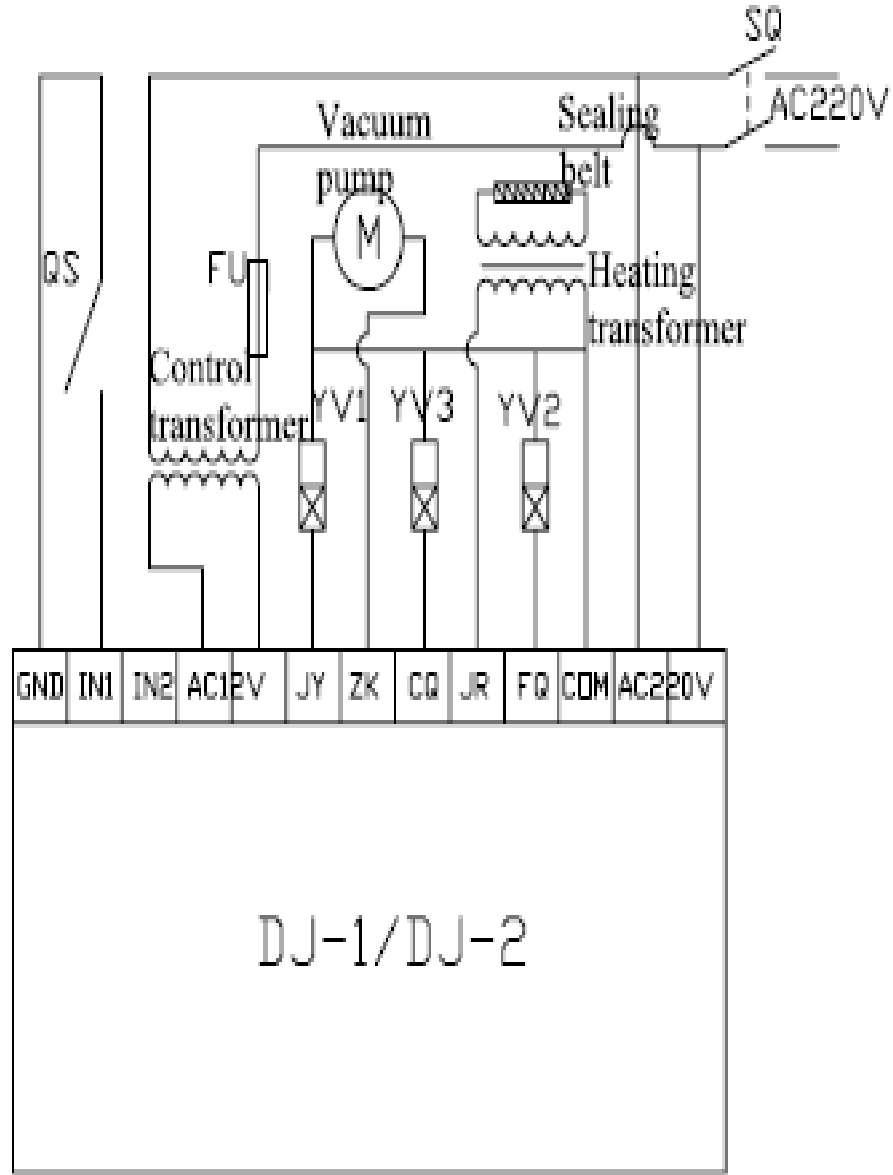 SQ
AC220V
Vacuum
pump
Sealing
belt
M
QS
FU
Heating
transformer
Control
transformer
YV1
YV3
YV2
GND
IN1
IN2
AC12V
JY
ZK
CQ
JR
FQ
COM
AC220V
DJ-1/DJ-2